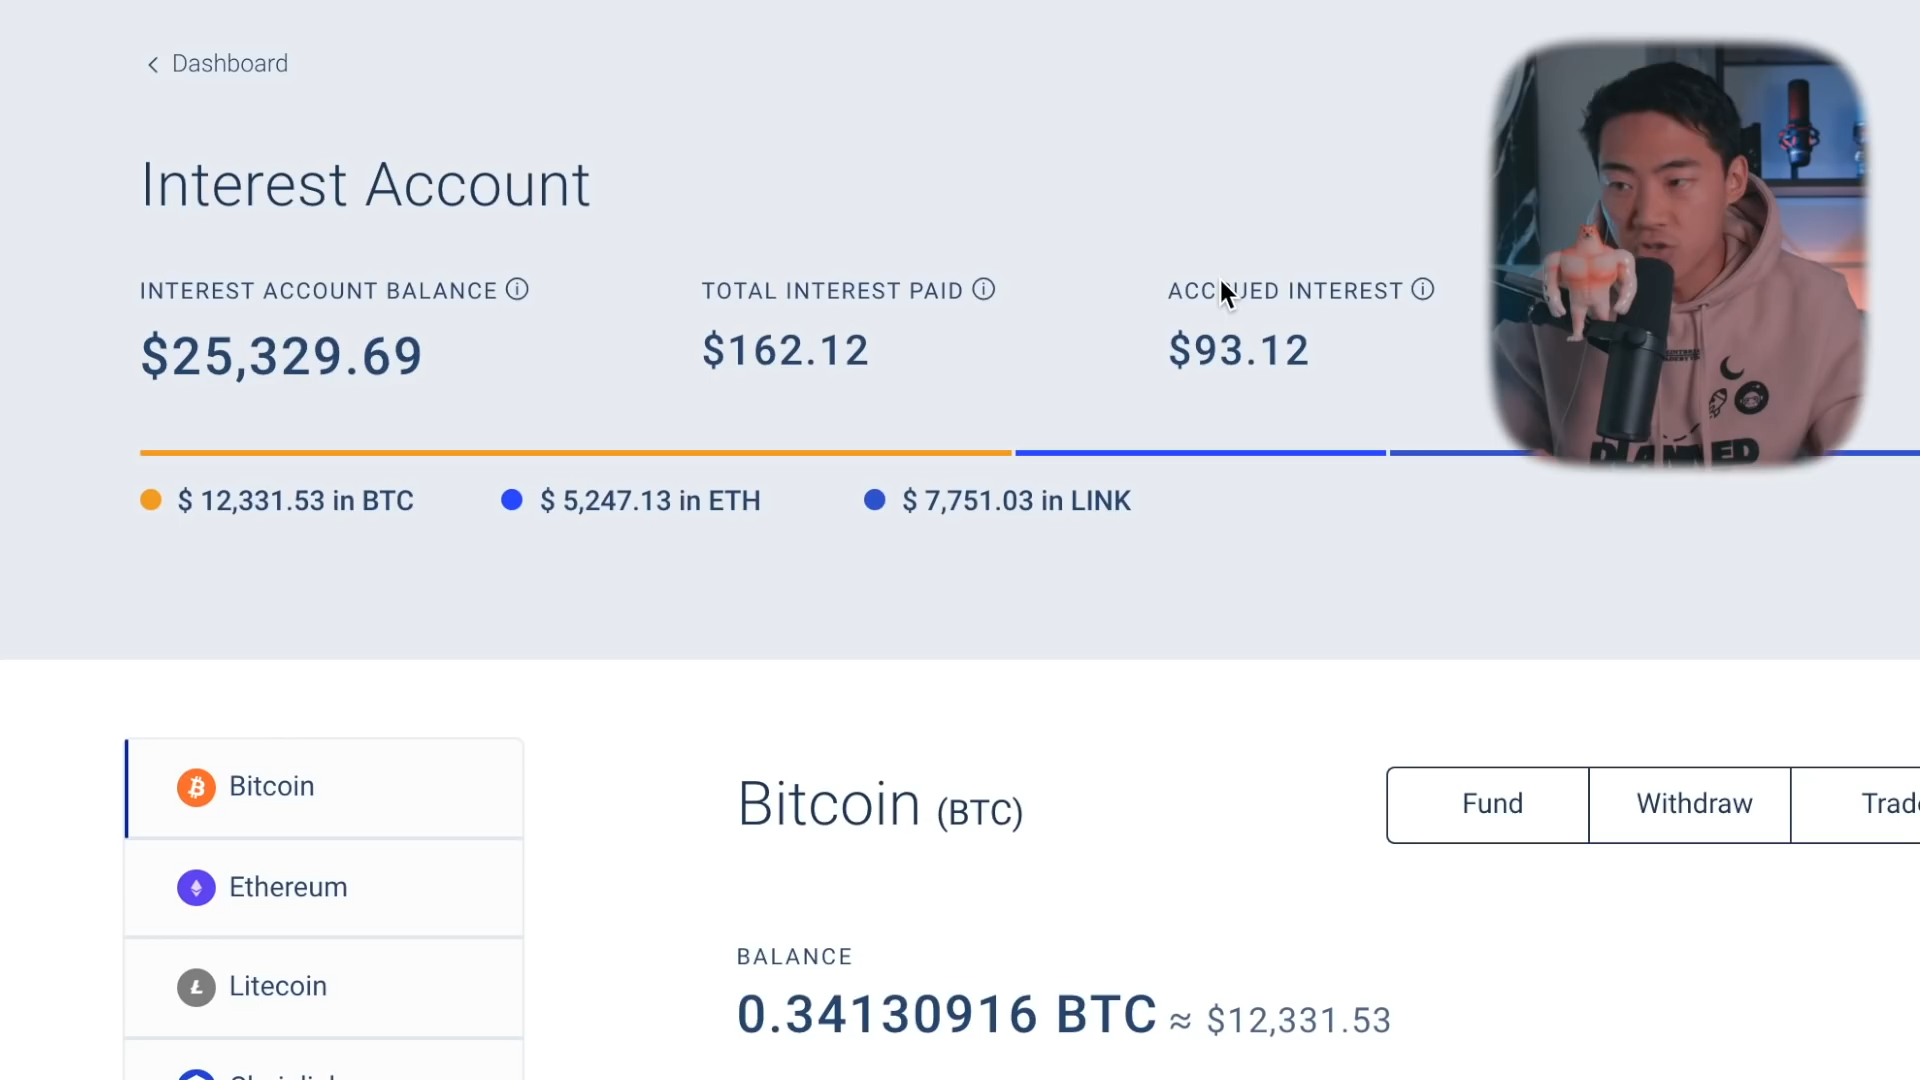 Dashboard
Interest Account
INTEREST ACCOUNT BALANCE
TOTAL INTEREST PAID
INTEREST
$25,329.69
$162.12
$93.12
$ 12,331.53 in BTC
$ 5,247.13 in ETH
$ 7,751.03 in LINK
Bitcoin
Ethereum
Litecoin
Bitcoin (BTC)
Fund
Withdraw
BALANCE
0.34130916 BTC ≈ $12,331.53